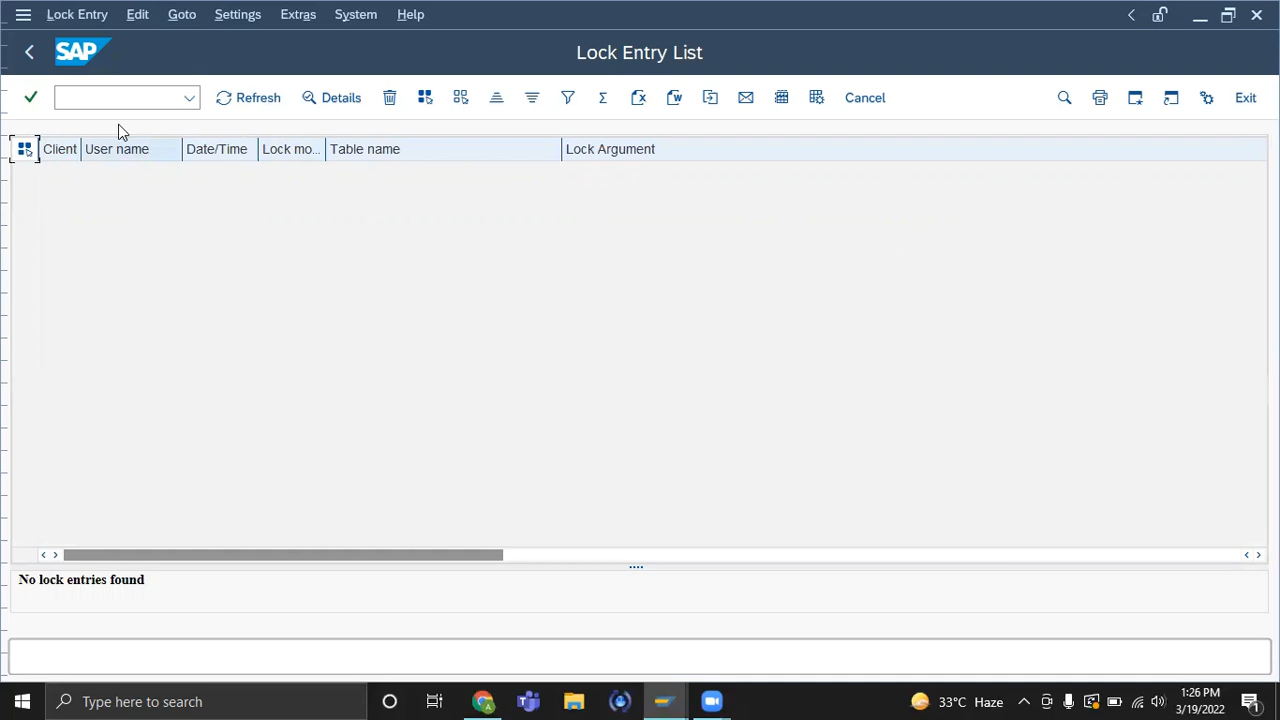 Lock Entry Edit Goto Settings Extras System Help
SAP Lock Entry List
Refresh Details Cancel Exit
Client User name Date/Time Lock mo... Table name Lock Argument
No lock entries found
Type here to search
33°C Haze
1:26 PM
3/19/2022
1